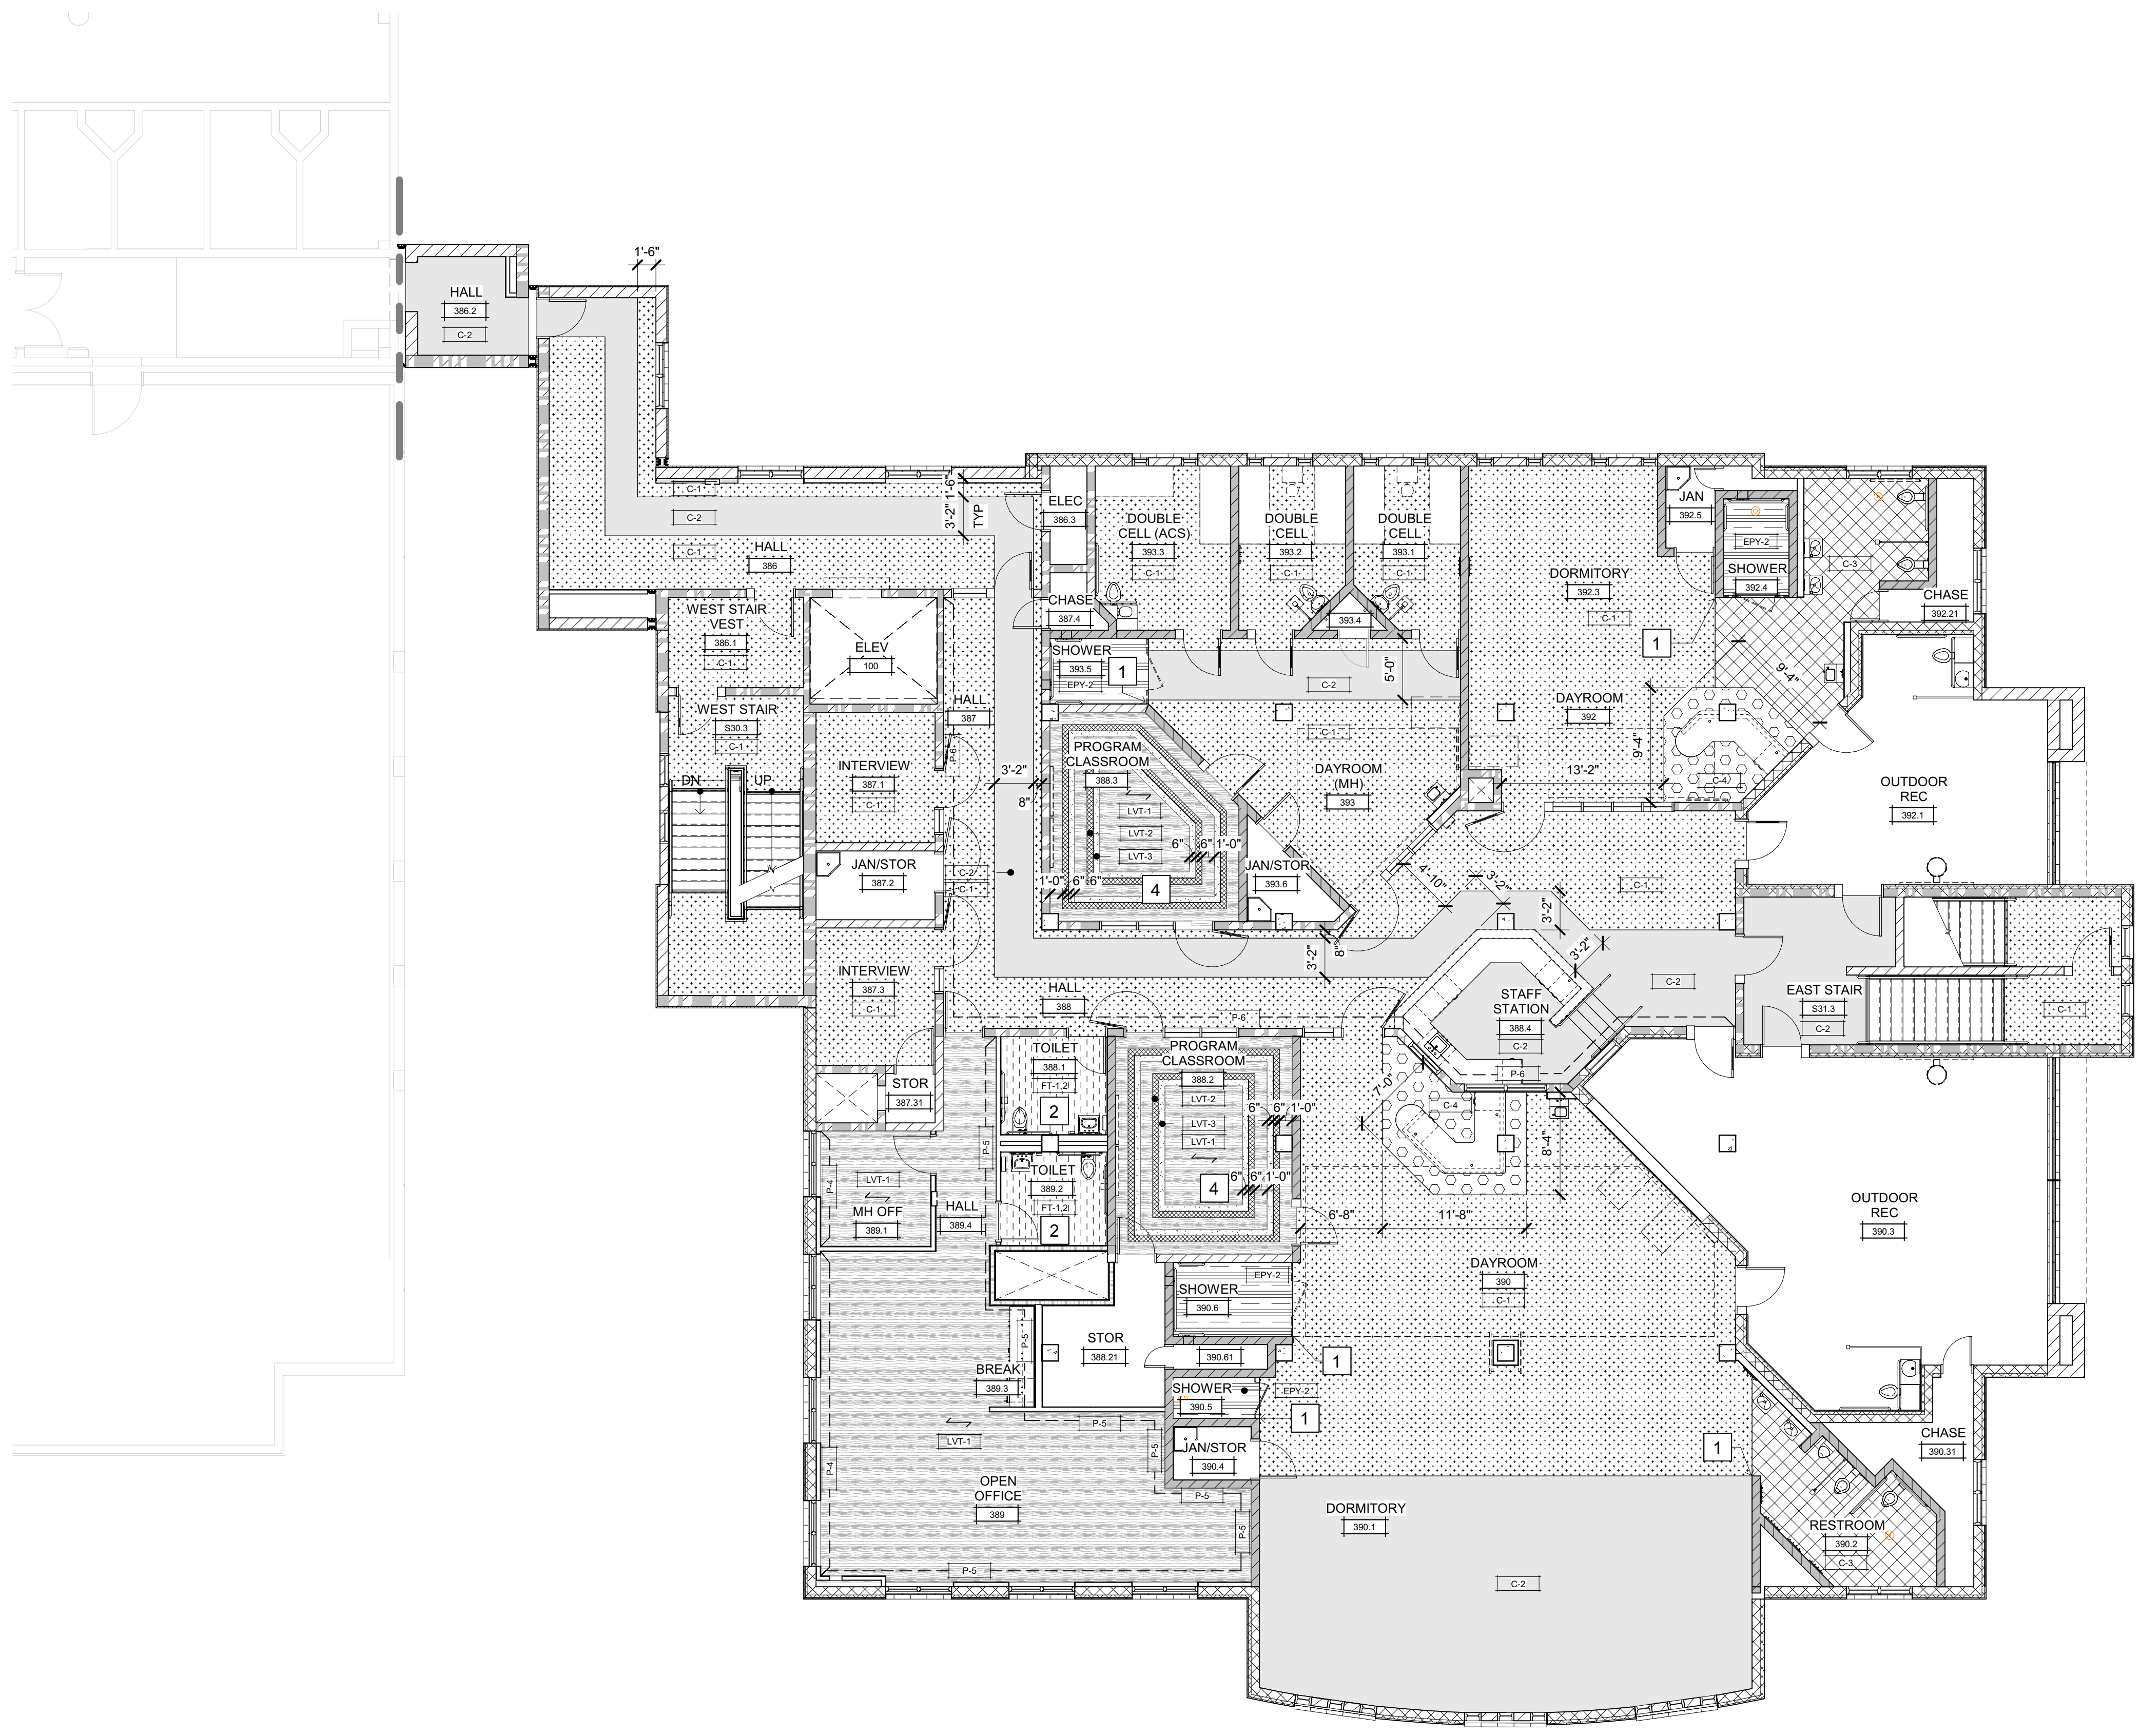 1'-6"
HALL
386.2
C-2
C-1
C-2
C-1
HALL
386
3'-2" 1'-6"
TYP
ELEC
386.3
DOUBLE
CELL (ACS)
393.3
C-1
DOUBLE
CELL
393.2
C-1
DOUBLE
CELL
393.1
C-1
393.4
DORMITORY
392.3
C-1
JAN
392.5
EPY-2
SHOWER
392.4
C-3
CHASE
392.21
CHASE
387.4
WEST STAIR
VEST
386.1
C-1
ELEV
100
SHOWER
393.5
EPY-2
1
C-2
5'-0"
1
9'-4"
WEST STAIR
S30.3
C-1
DN
UP
HALL
387
P-6
INTERVIEW
387.1
C-1
3'-2"
8"
PROGRAM
CLASSROOM
388.3
LVT-1
LVT-2
LVT-3
6" 6" 1'-0"
1'-0" 6" 6"
4
C-1
DAYROOM
(MH)
393
DAYROOM
392
9'-4"
13'-2"
C-4
OUTDOOR
REC
392.1
JAN/STOR
387.2
C-2
C-1
JAN/STOR
393.6
4'-10"
3'-2"
3'-2"
3'-2"
C-1
INTERVIEW
387.3
C-1
3'-2"
8"
HALL
388
P-6
STAFF
STATION
388.4
C-2
P-6
C-2
EAST STAIR
S31.3
C-2
C-1
STOR
387.31
TOILET
388.1
FT-1,2
2
PROGRAM
CLASSROOM
388.2
LVT-2
LVT-3
LVT-1
6" 6" 1'-0"
4
6" 6" 1'-0"
7'-0"
C-4
8'-4"
6'-8"
11'-8"
P-5
P-4
LVT-1
MH OFF
389.1
HALL
389.4
TOILET
389.2
FT-1,2
2
OUTDOOR
REC
390.3
DAYROOM
390
C-1
EPY-2
SHOWER
390.6
P-5
STOR
388.21
390.61
1
BREAK
389.3
SHOWER
390.5
EPY-2
1
P-5
P-5
LVT-1
P-4
JAN/STOR
390.4
1
CHASE
390.31
OPEN
OFFICE
389
P-5
P-5
P-5
DORMITORY
390.1
C-2
RESTROOM
390.2
C-3